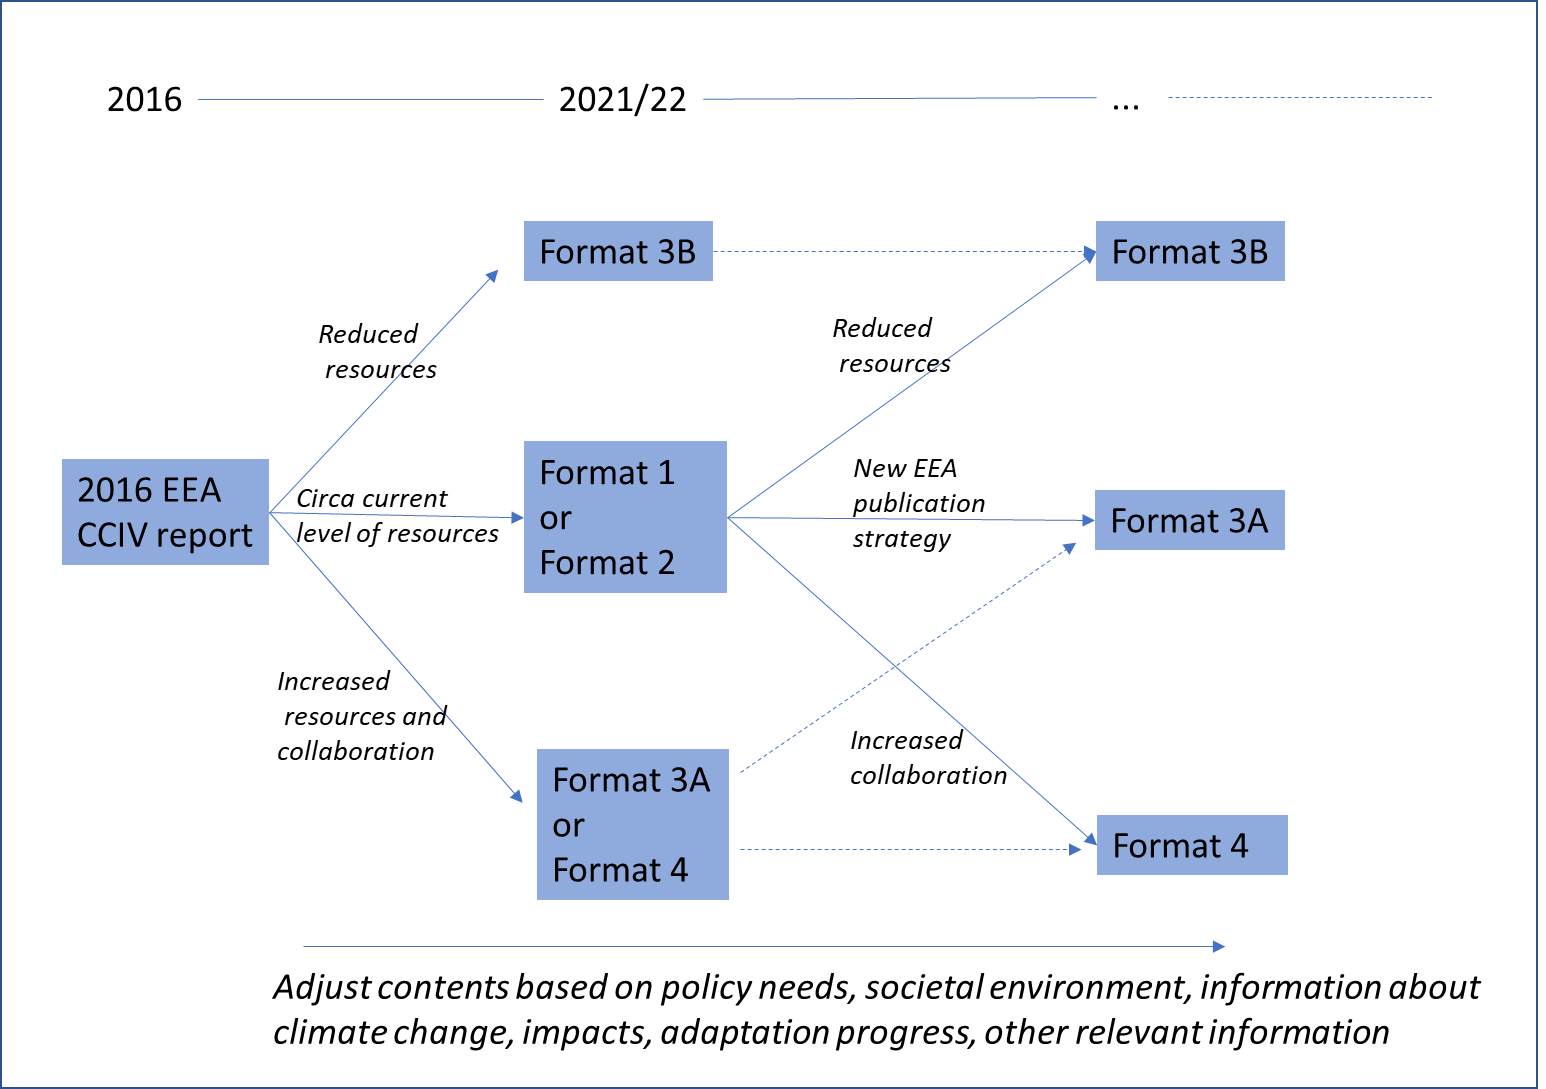 2016
2021/22
...
Format 3B
Format 3B
Reduced
resources
Reduced
resources
2016 EEA
CCIV report
Circa current
level of resources
Format 1
or
Format 2
New EEA
publication
strategy
Format 3A
Increased
resources and
collaboration
Format 3A
or
Format 4
Increased
collaboration
Format 4
Adjust contents based on policy needs, societal environment, information about
climate change, impacts, adaptation progress, other relevant information